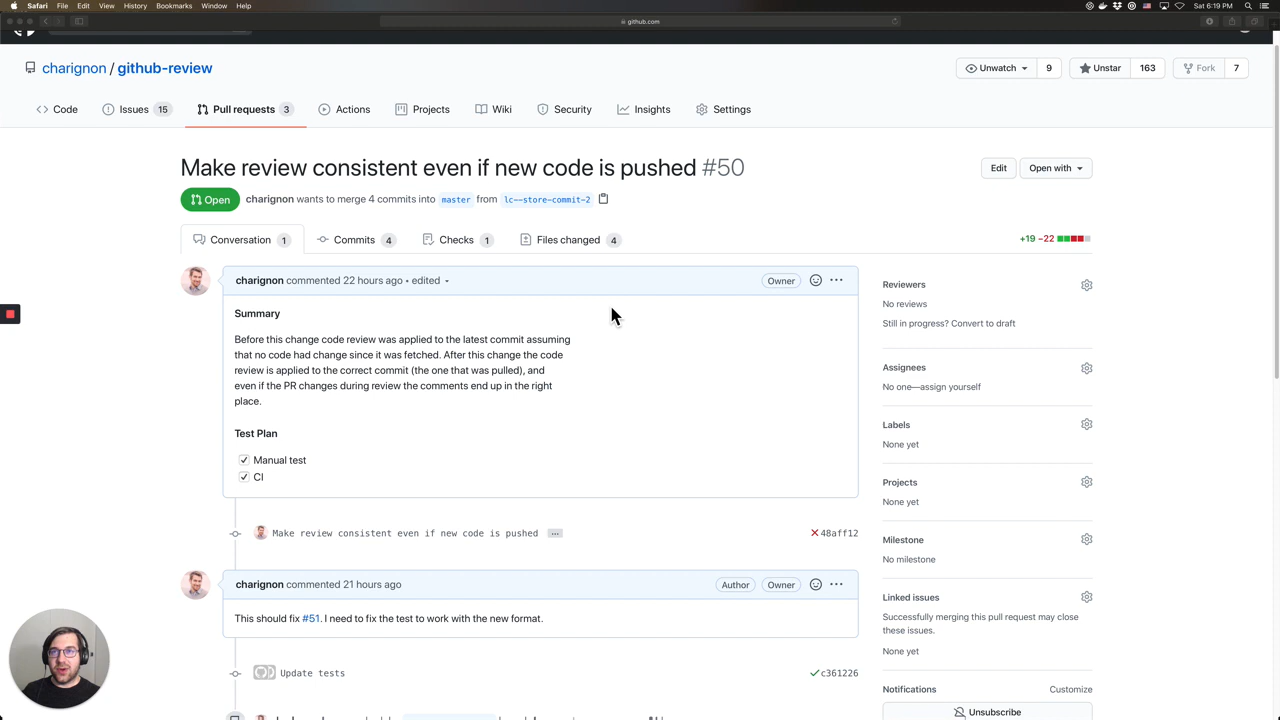 Safari File Edit View History Bookmarks Window Help
Sat 6:19 PM
github.com
charignon / github-review
Unwatch 9
Unstar 163
Fork 7
Code
Issues 15
Pull requests 3
Actions
Projects
Wiki
Security
Insights
Settings
Make review consistent even if new code is pushed #50
Edit
Open with
Open
charignon wants to merge 4 commits into master from lc--store-commit-2
Conversation 1
Commits 4
Checks 1
Files changed 4
+19 −22
charignon commented 22 hours ago • edited
Owner
Summary
Before this change code review was applied to the latest commit assuming
that no code had change since it was fetched. After this change the code
review is applied to the correct commit (the one that was pulled), and
even if the PR changes during review the comments end up in the right
place.
Test Plan
Manual test
CI
Make review consistent even if new code is pushed ...
48aff12
charignon commented 21 hours ago
Author
Owner
This should fix #51. I need to fix the test to work with the new format.
Update tests
c361226
Reviewers
No reviews
Still in progress? Convert to draft
Assignees
No one—assign yourself
Labels
None yet
Projects
None yet
Milestone
No milestone
Linked issues
Successfully merging this pull request may close
these issues.
None yet
Notifications
Customize
Unsubscribe